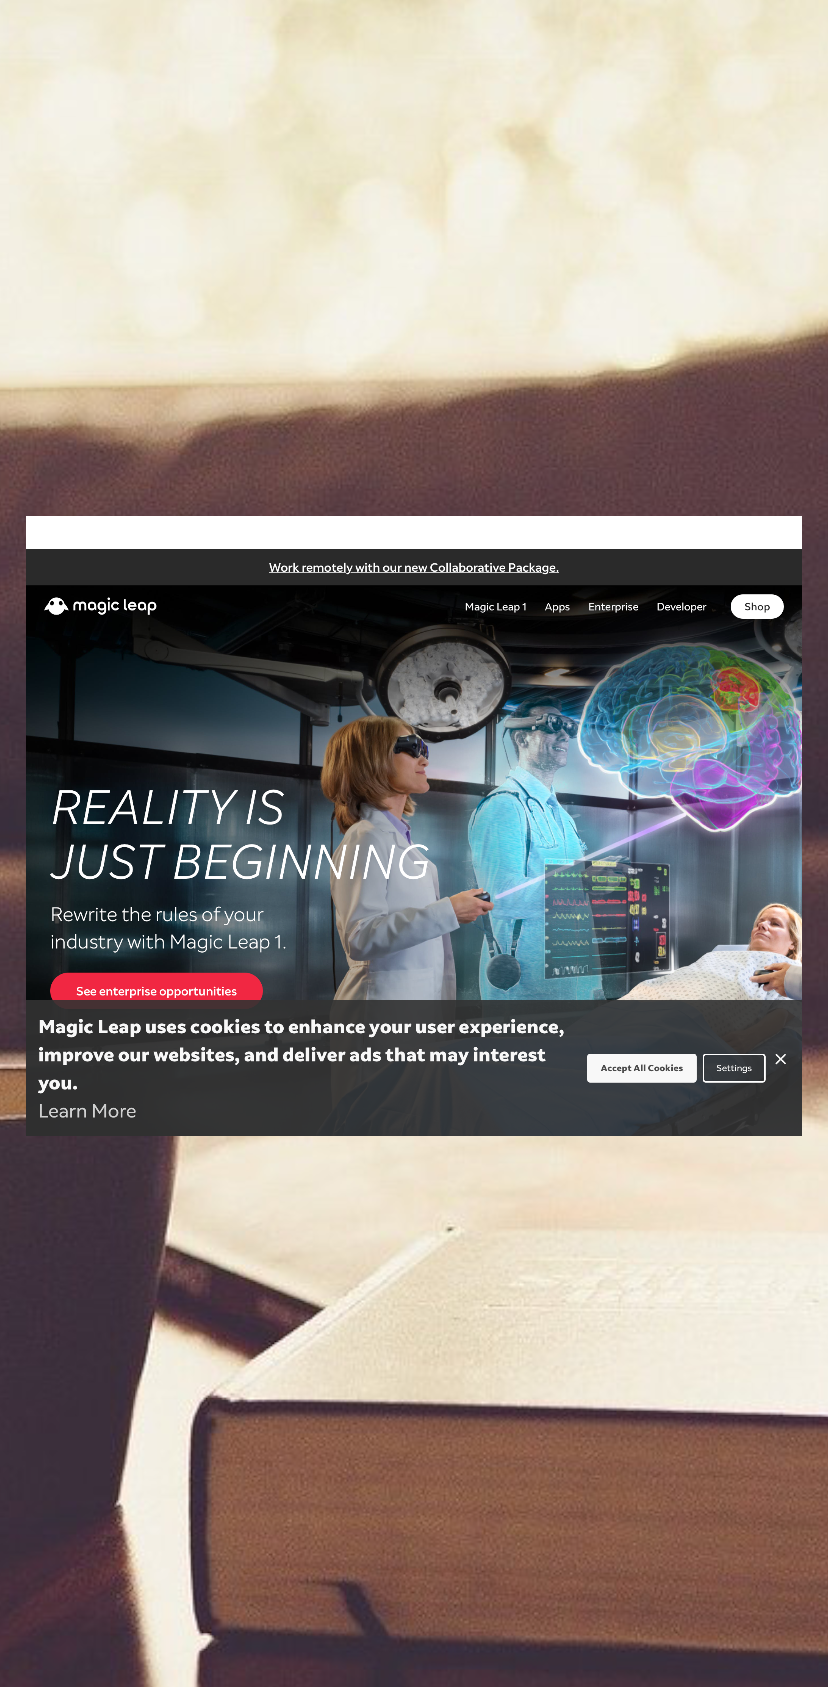 Work remotely with our new Collaborative Package.
magic leap
Magic Leap 1 Apps Enterprise Developer Shop
REALITY IS
JUST BEGINNING
Rewrite the rules of your
industry with Magic Leap 1.
See enterprise opportunities
Magic Leap uses cookies to enhance your user experience,
improve our websites, and deliver ads that may interest
you.
Learn More
Accept All Cookies
Settings